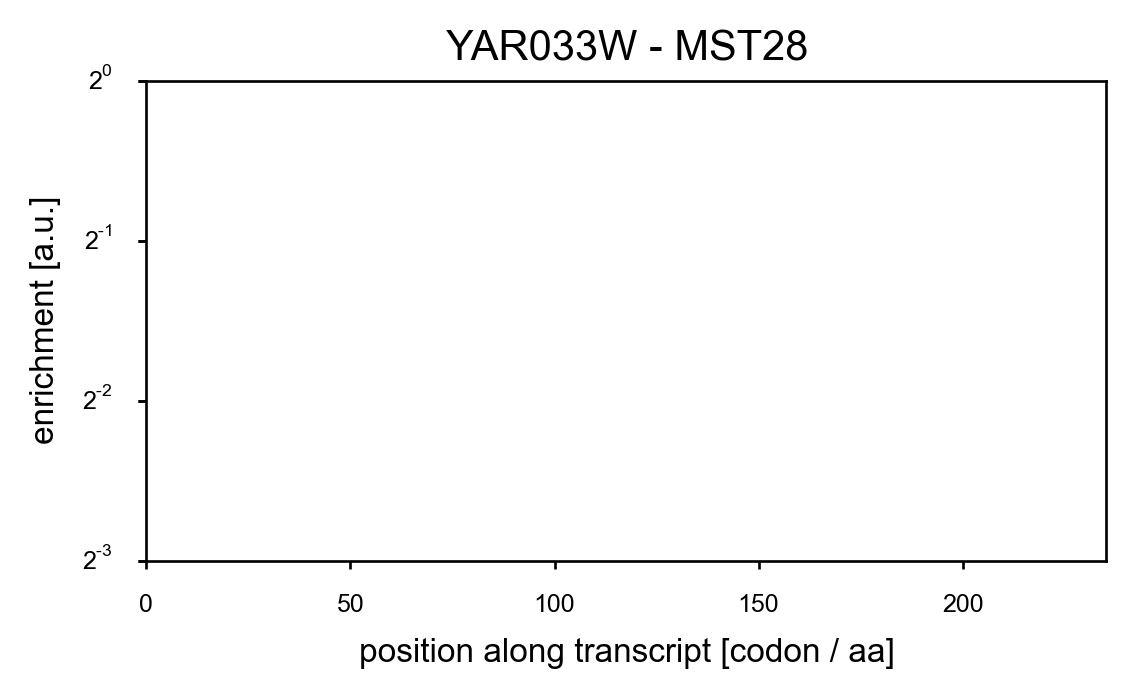 YAR033W - MST28
enrichment [a.u.]
2^0
2^-1
2^-2
2^-3
0 50 100 150 200
position along transcript [codon / aa]